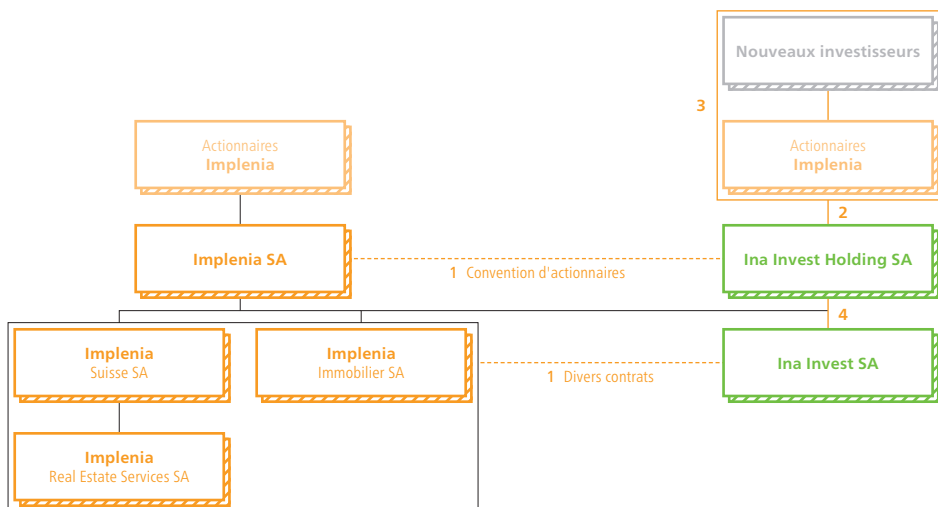 Nouveaux investisseurs
3
Actionnaires
Implenia
Actionnaires
Implenia
2
Implenia SA
1 Convention d'actionnaires
Ina Invest Holding SA
4
Implenia
Suisse SA
Implenia
Immobilier SA
1 Divers contrats
Ina Invest SA
Implenia
Real Estate Services SA